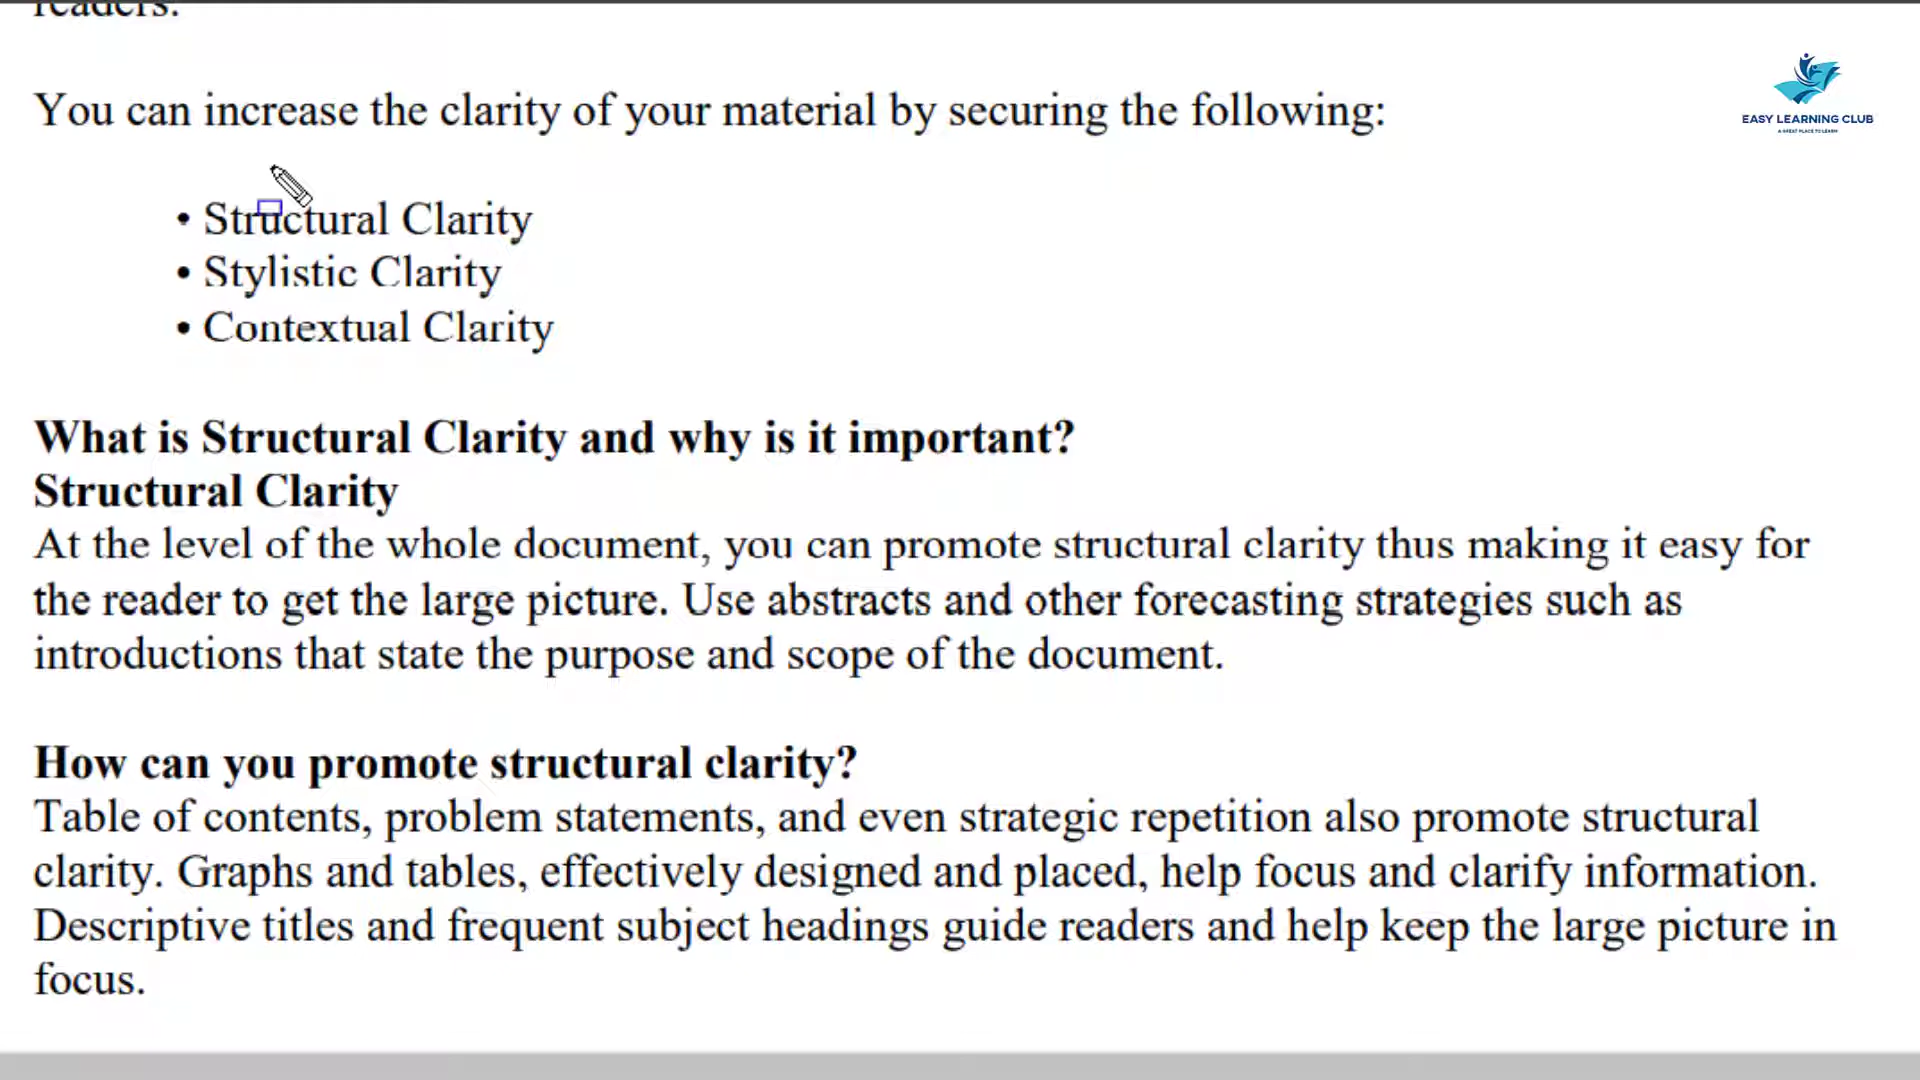 readers.
You can increase the clarity of your material by securing the following:
EASY LEARNING CLUB
A GREAT PLACE TO LEARN
• Structural Clarity
• Stylistic Clarity
• Contextual Clarity
What is Structural Clarity and why is it important?
Structural Clarity
At the level of the whole document, you can promote structural clarity thus making it easy for
the reader to get the large picture. Use abstracts and other forecasting strategies such as
introductions that state the purpose and scope of the document.
How can you promote structural clarity?
Table of contents, problem statements, and even strategic repetition also promote structural
clarity. Graphs and tables, effectively designed and placed, help focus and clarify information.
Descriptive titles and frequent subject headings guide readers and help keep the large picture in
focus.